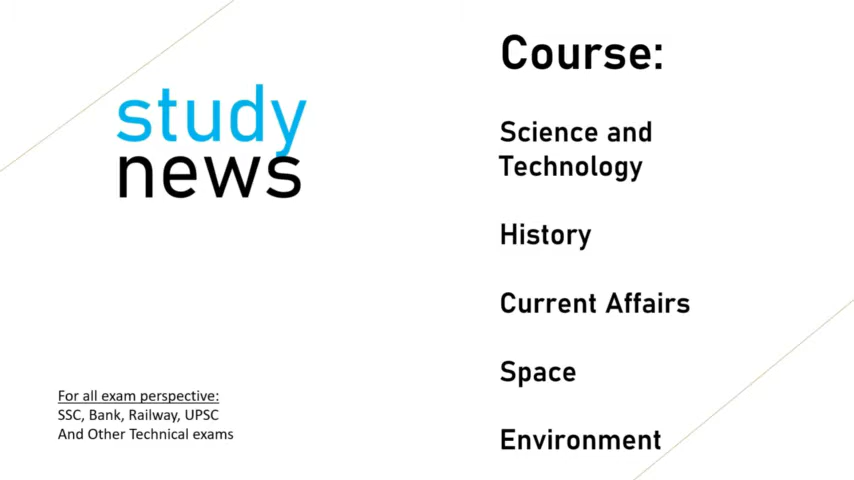 study
news
For all exam perspective:
SSC, Bank, Railway, UPSC
And Other Technical exams
Course:
Science and
Technology
History
Current Affairs
Space
Environment